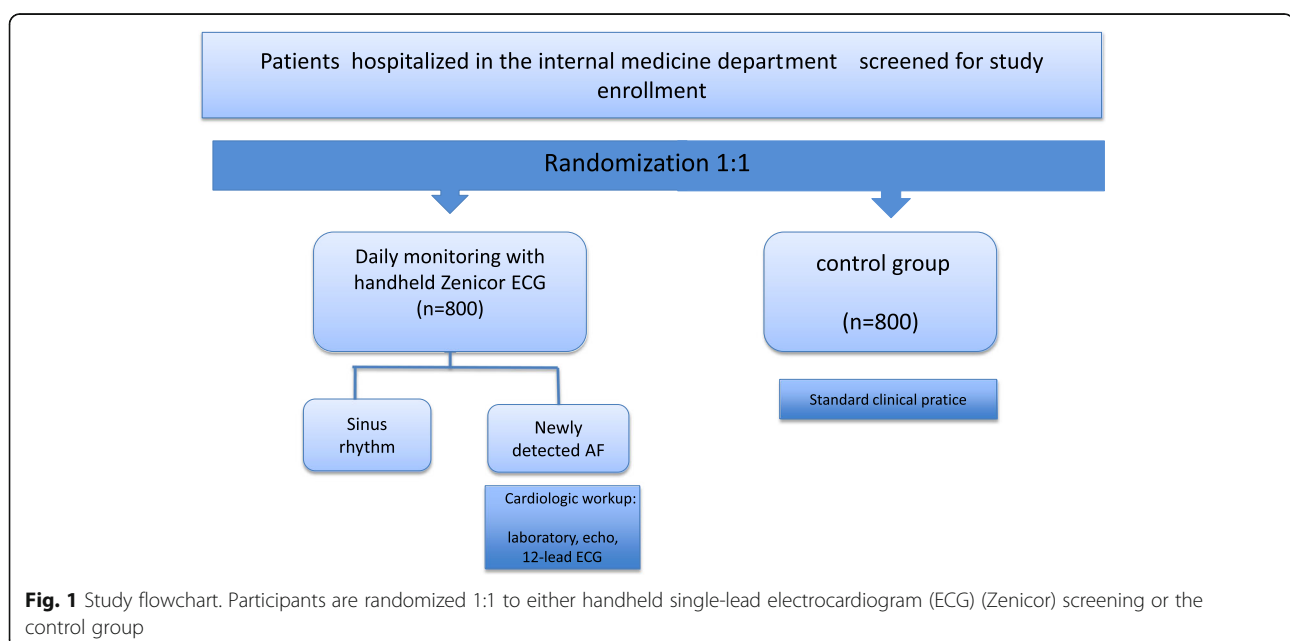 Patients hospitalized in the internal medicine department screened for study
enrollment
Randomization 1:1
Daily monitoring with
handheld Zenicor ECG
(n=800)
control group
(n=800)
Standard clinical pratice
Sinus
rhythm
Newly
detected AF
Cardiologic workup:
laboratory, echo,
12-lead ECG
Fig. 1 Study flowchart. Participants are randomized 1:1 to either handheld single-lead electrocardiogram (ECG) (Zenicor) screening or the
control group